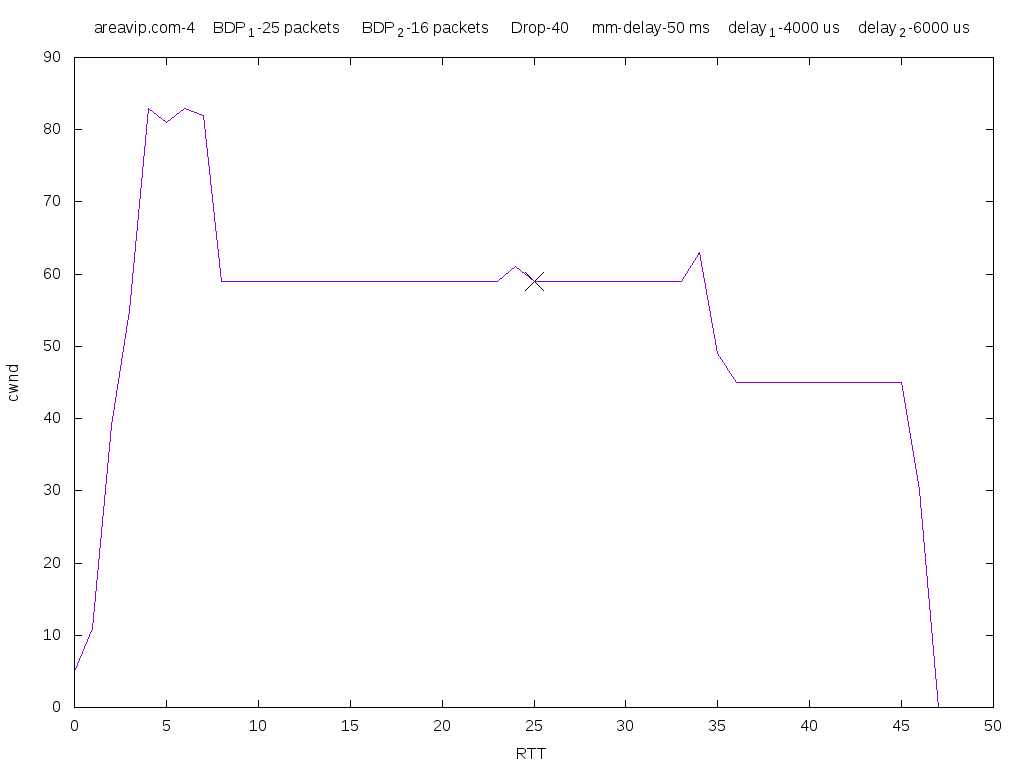 areavip.com-4 BDP1-25 packets BDP2-16 packets Drop-40 mm-delay-50 ms delay1-4000 us delay2-6000 us
90
80
70
60
50
40
30
20
10
0
cwnd
0 5 10 15 20 25 30 35 40 45 50
RTT